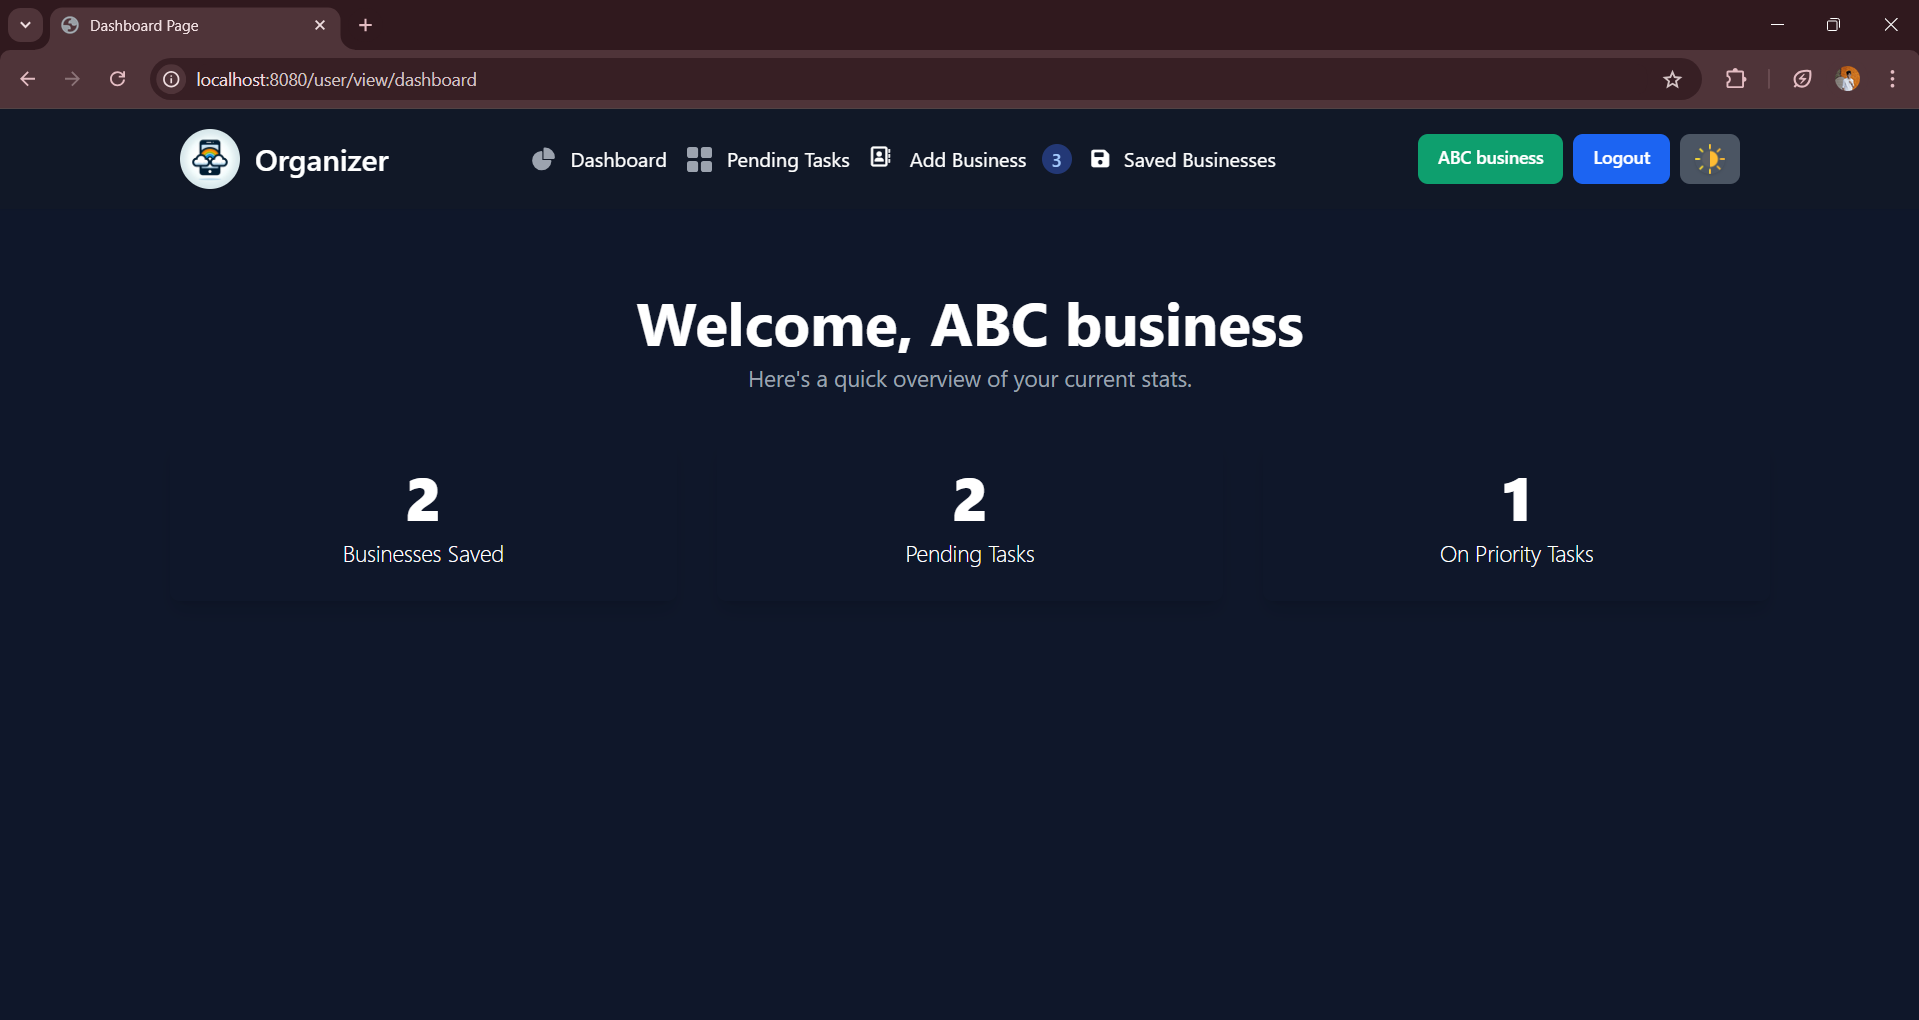 Dashboard Page
localhost:8080/user/view/dashboard
Organizer
Dashboard
Pending Tasks
Add Business
3
Saved Businesses
ABC business
Logout
Welcome, ABC business
Here's a quick overview of your current stats.
2
Businesses Saved
2
Pending Tasks
1
On Priority Tasks